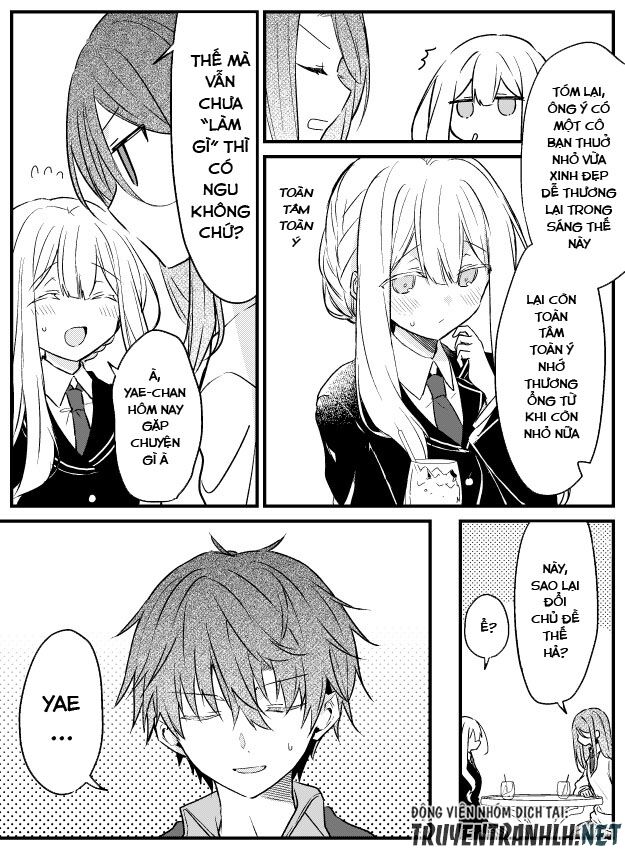 TÓM LẠI,
ÔNG Ý CÓ
MỘT CÔ
BẠN THUỞ
NHỎ VỪA
XINH ĐẸP
DỄ THƯƠNG
LẠI TRONG
SÁNG THẾ
NÀY
LẠI CÒN
TOÀN
TÂM
TOÀN Ý
NHỚ
THƯƠNG
ỔNG TỪ
KHI CÒN
NHỎ NỮA
TOÀN
TÂM
TOÀN
Ý
THẾ MÀ
VẪN
CHƯA
"LÀM
GÌ" THÌ
CÓ
NGU
KHÔNG
CHỨ?
À,
YAE-CHAN
HÔM NAY
GẶP
CHUYỆN
GÌ À
NÀY,
SAO LẠI
ĐỔI
CHỦ ĐỀ
THẾ
HẢ?
Ể?
YAE
...
ĐỘNG VIÊN NHÓM DỊCH TẠI:
TRUYENTRANHLH.NET